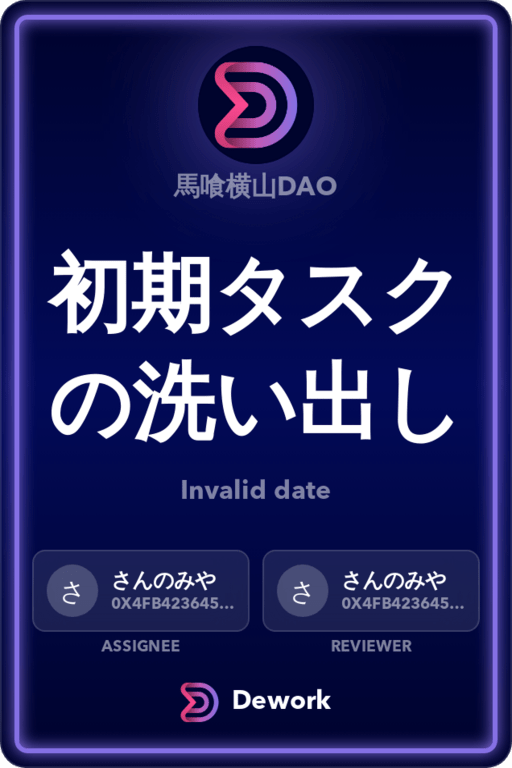 馬喰横山DAO
初期タスク
の洗い出し
Invalid date
さ
さんのみや
0X4FB423645...
さ
さんのみや
0X4FB423645...
ASSIGNEE
REVIEWER
Dework